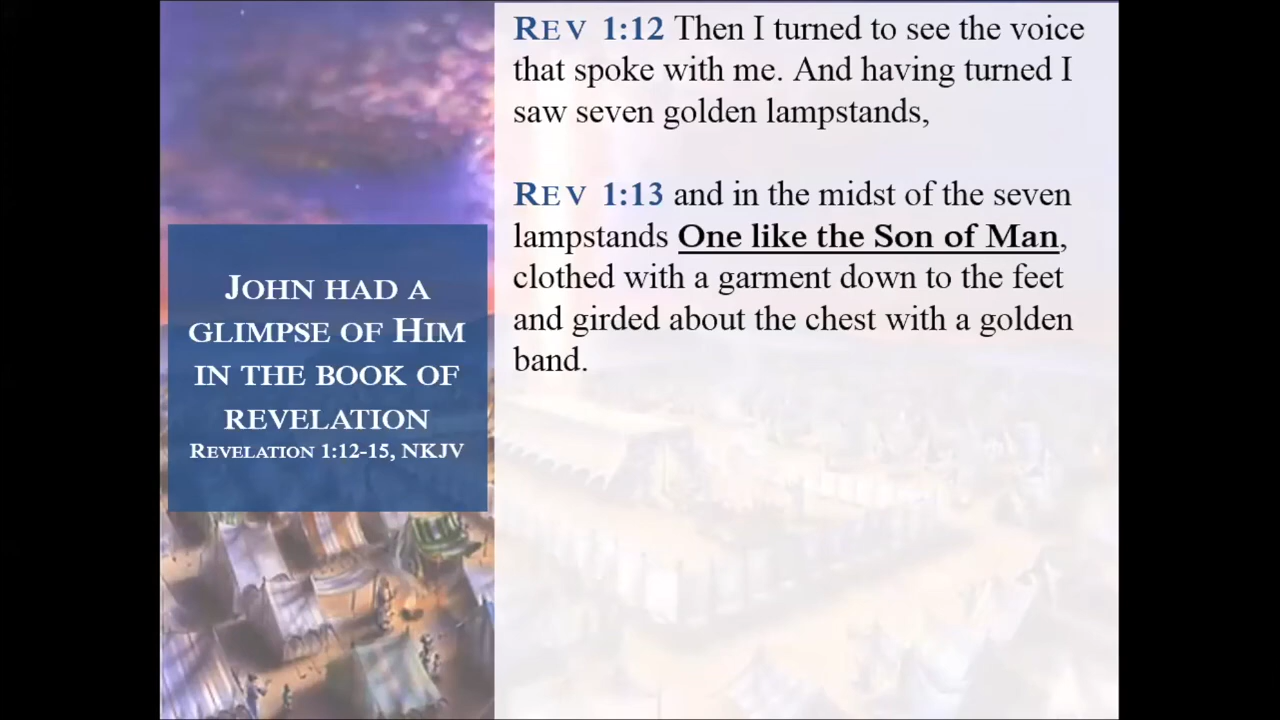 JOHN HAD A
GLIMPSE OF HIM
IN THE BOOK OF
REVELATION
REVELATION 1:12-15, NKJV
REV 1:12 Then I turned to see the voice
that spoke with me. And having turned I
saw seven golden lampstands,
REV 1:13 and in the midst of the seven
lampstands One like the Son of Man,
clothed with a garment down to the feet
and girded about the chest with a golden
band.